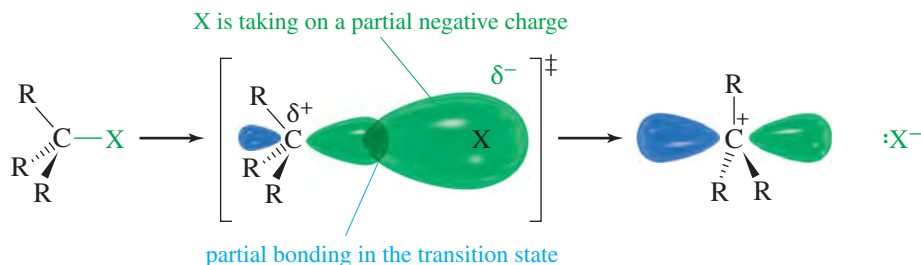 X is taking on a partial negative charge
R
C–X
R
R
R
δ+
C
R
R
X
δ−
‡
R
+
C
R
R
:X−
partial bonding in the transition state